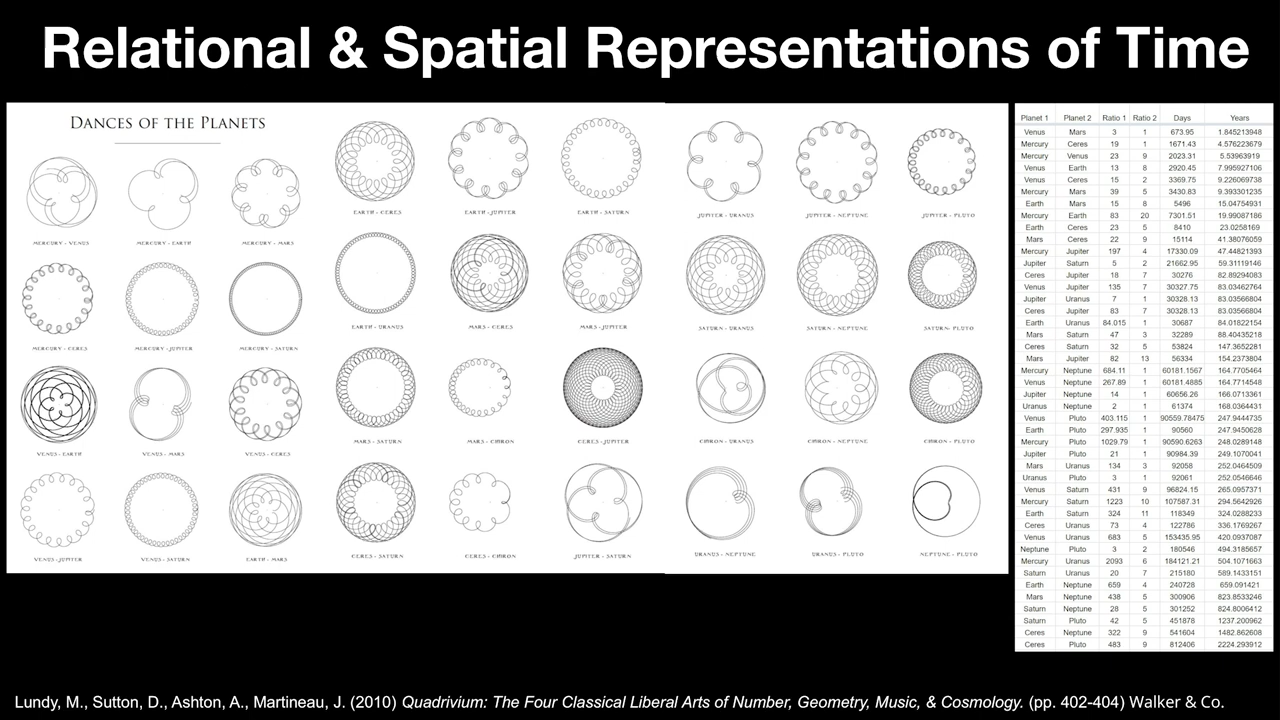 Relational & Spatial Representations of Time
DANCES OF THE PLANETS
MERCURY - VENUS
MERCURY - EARTH
MERCURY - MARS
EARTH - CERES
EARTH - JUPITER
EARTH - SATURN
JUPITER - URANUS
JUPITER - NEPTUNE
JUPITER - PLUTO
MERCURY - CERES
MERCURY - JUPITER
MERCURY - SATURN
EARTH - URANUS
MARS - CERES
MARS - JUPITER
SATURN - URANUS
SATURN - NEPTUNE
SATURN - PLUTO
VENUS - EARTH
VENUS - MARS
VENUS - CERES
MARS - SATURN
MARS - CHIRON
CERES - JUPITER
CHIRON - URANUS
CHIRON - NEPTUNE
CHIRON - PLUTO
VENUS - JUPITER
VENUS - SATURN
EARTH - MARS
CERES - SATURN
CERES - CHIRON
JUPITER - SATURN
URANUS - NEPTUNE
URANUS - PLUTO
NEPTUNE - PLUTO
Planet 1 Planet 2 Ratio 1 Ratio 2 Days Years
Venus Mars 3 1 673.95 1.845213948
Mercury Ceres 19 1 1671.43 4.576223679
Mercury Venus 23 9 2023.31 5.53963919
Venus Earth 13 8 2920.45 7.995927106
Venus Ceres 15 2 3369.75 9.226069738
Mercury Mars 39 5 3430.83 9.393301235
Earth Mars 15 8 5496 15.04754931
Mercury Earth 83 20 7301.51 19.99087186
Earth Ceres 23 5 8410 23.0258169
Mars Ceres 22 9 15114 41.38076059
Mercury Jupiter 197 4 17330.09 47.44821393
Jupiter Saturn 5 2 21662.95 59.31119146
Ceres Jupiter 18 7 30276 82.89294083
Venus Jupiter 135 7 30327.75 83.03462764
Jupiter Uranus 7 1 30328.13 83.03566804
Ceres Jupiter 83 7 30328.13 83.03566804
Earth Uranus 84.015 1 30687 84.01822154
Mars Saturn 47 3 32289 88.40435218
Ceres Saturn 32 5 53824 147.3652281
Mars Jupiter 82 13 56334 154.2373804
Mercury Neptune 684.11 1 60181.1567 164.7705464
Venus Neptune 267.89 1 60181.4885 164.7714548
Jupiter Neptune 14 1 60656.26 166.0713361
Uranus Neptune 2 1 61374 168.0364431
Venus Pluto 403.115 1 90559.78475 247.9444735
Earth Pluto 297.935 1 90560 247.9450628
Mercury Pluto 1029.79 1 90590.6263 248.0289148
Jupiter Pluto 21 1 90984.39 249.1070041
Mars Uranus 134 3 92058 252.0464509
Uranus Pluto 3 1 92061 252.0546646
Venus Saturn 431 9 96824.15 265.0957371
Mercury Saturn 1223 10 107587.31 294.5642926
Earth Saturn 324 11 118349 324.0288233
Ceres Uranus 73 4 122786 336.1769267
Venus Uranus 683 5 153435.95 420.0937087
Neptune Pluto 3 2 180546 494.3185657
Mercury Uranus 2093 6 184121.21 504.1071663
Saturn Uranus 20 7 215180 589.1433151
Earth Neptune 659 4 240728 659.091421
Mars Neptune 438 5 300906 823.8533246
Saturn Neptune 28 5 301252 824.8006412
Saturn Pluto 42 5 451878 1237.200962
Ceres Neptune 322 9 541604 1482.862608
Ceres Pluto 483 9 812406 2224.293912
Lundy, M., Sutton, D., Ashton, A., Martineau, J. (2010) Quadrivium: The Four Classical Liberal Arts of Number, Geometry, Music, & Cosmology. (pp. 402-404) Walker & Co.